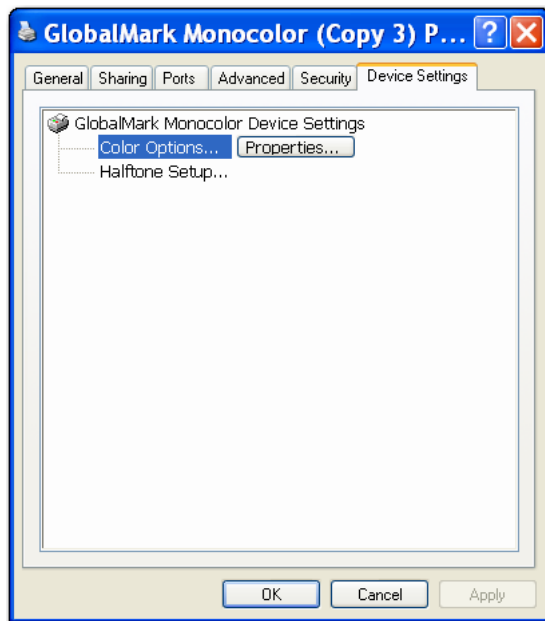 GlobalMark Monocolor (Copy 3) P...
General Sharing Ports Advanced Security Device Settings
GlobalMark Monocolor Device Settings
Color Options... Properties...
Halftone Setup...
OK Cancel Apply